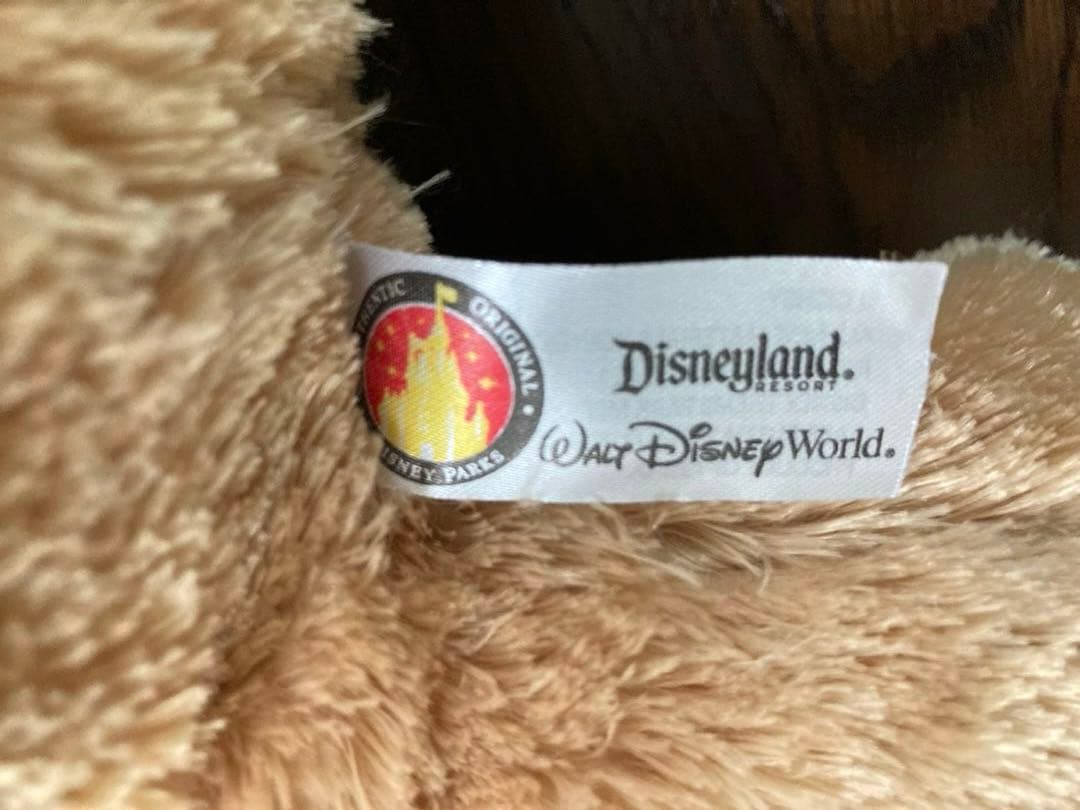 ORIGINAL •
PARKS
Disneyland®
RESORT
WALT DISNEY World®